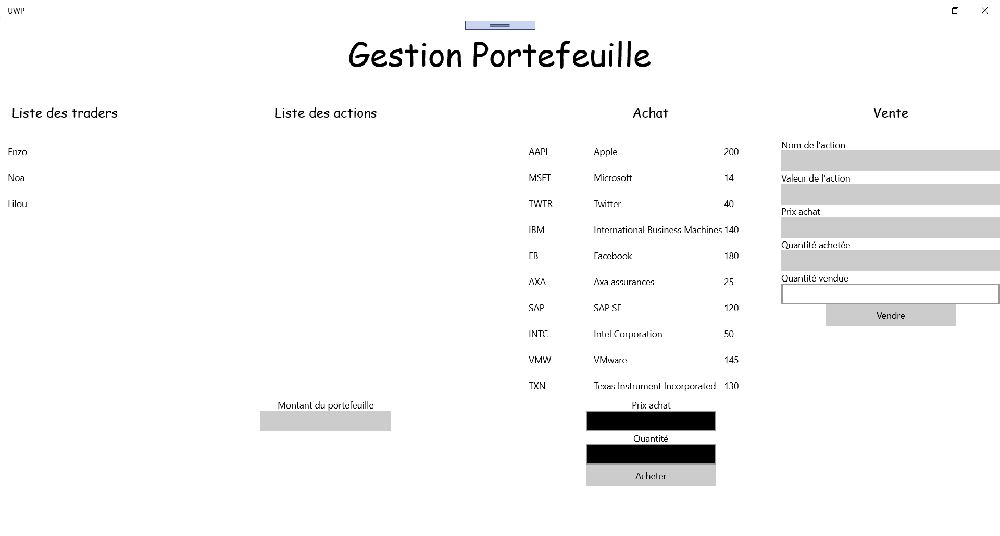 UWP
Gestion Portefeuille
Liste des traders
Liste des actions
Achat
Vente
Enzo
Noa
Lilou
Montant du portefeuille
AAPL Apple 200
MSFT Microsoft 14
TWTR Twitter 40
IBM International Business Machines 140
FB Facebook 180
AXA Axa assurances 25
SAP SAP SE 120
INTC Intel Corporation 50
VMW VMware 145
TXN Texas Instrument Incorporated 130
Prix achat
Quantité
Acheter
Nom de l'action
Valeur de l'action
Prix achat
Quantité achetée
Quantité vendue
Vendre